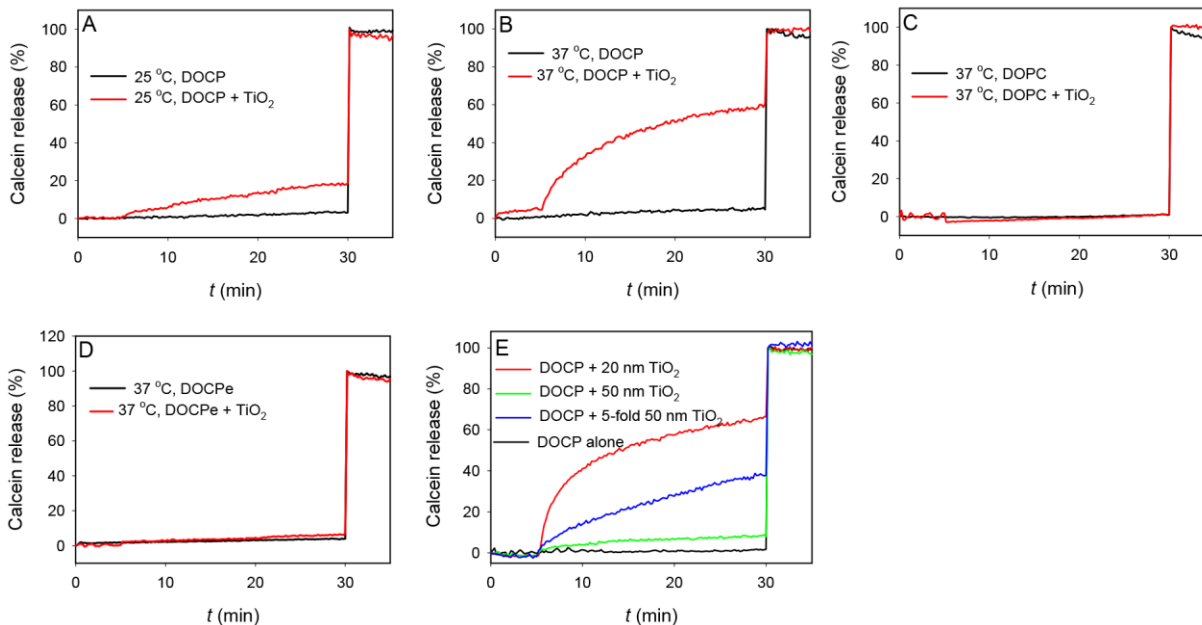 A
25 °C, DOCP
25 °C, DOCP + TiO₂
Calcein release (%)
100
80
60
40
20
0
0 10 20 30
t (min)
B
37 °C, DOCP
37 °C, DOCP + TiO₂
Calcein release (%)
100
80
60
40
20
0
0 10 20 30
t (min)
C
37 °C, DOPC
37 °C, DOPC + TiO₂
Calcein release (%)
100
80
60
40
20
0
0 10 20 30
t (min)
D
37 °C, DOCPe
37 °C, DOCPe + TiO₂
Calcein release (%)
120
100
80
60
40
20
0
0 10 20 30
t (min)
E
DOCP + 20 nm TiO₂
DOCP + 50 nm TiO₂
DOCP + 5-fold 50 nm TiO₂
DOCP alone
Calcein release (%)
100
80
60
40
20
0
0 10 20 30
t (min)